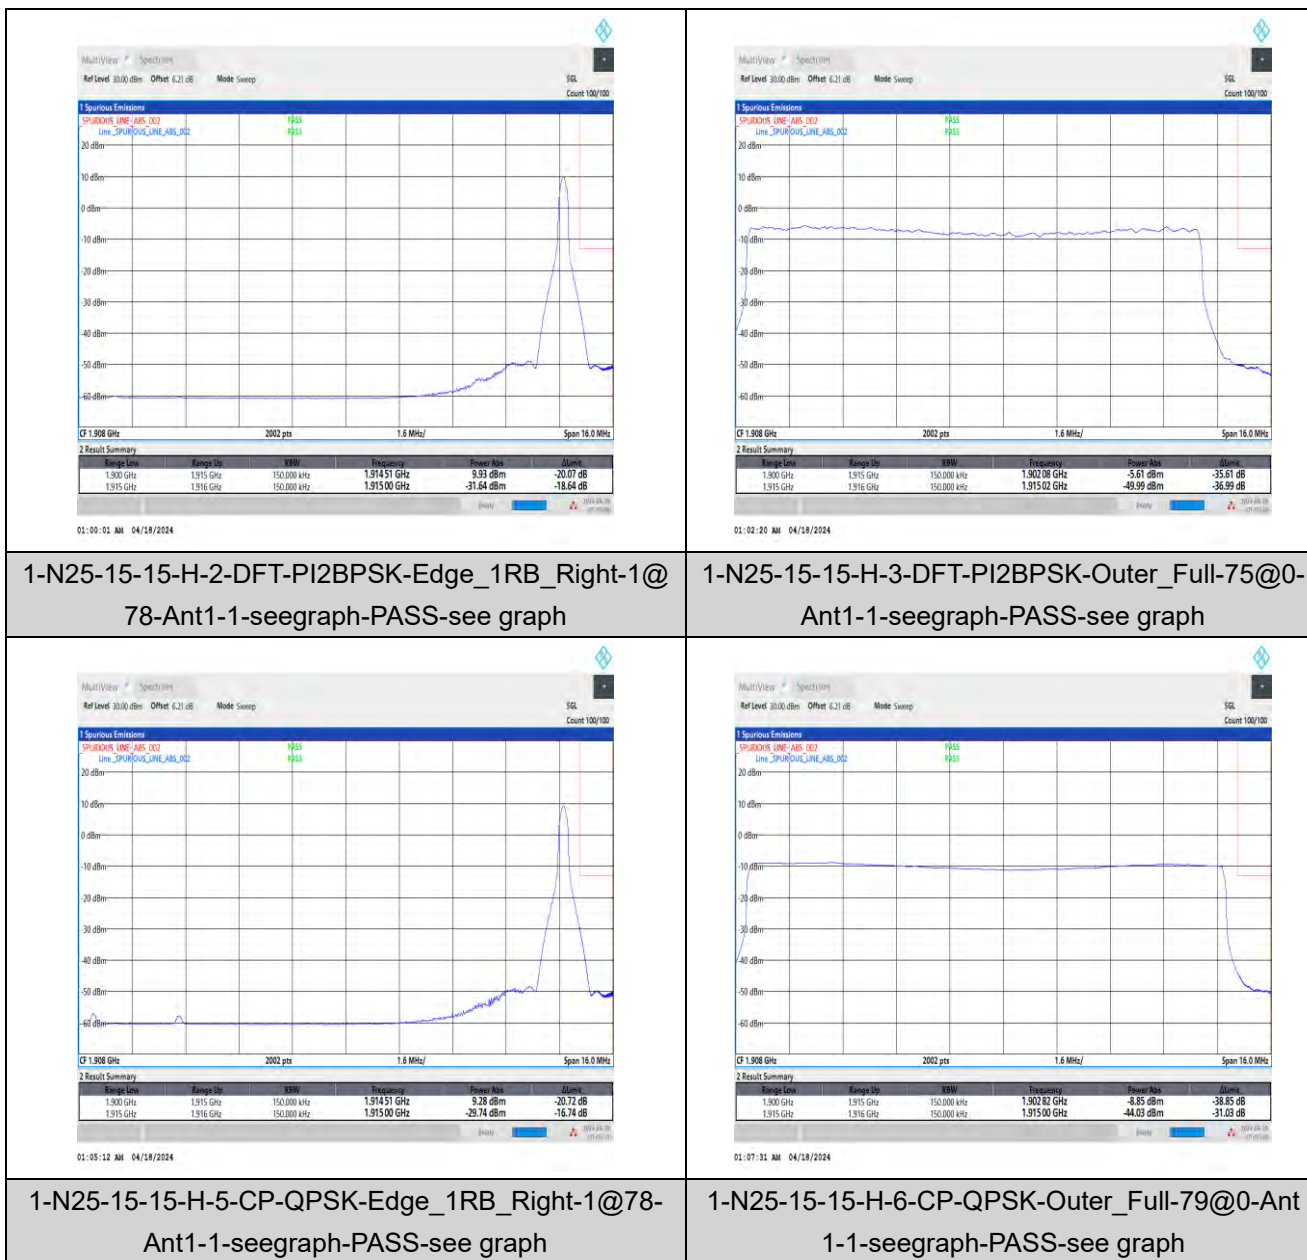 MultiView Spectrum
Ref Level 30.00 dBm Offset 6.21 dB Mode Sweep SGL
Count 100/100
1 Spurious Emissions
_SPURIOUS_LINE_ABS_002 PASS
Line _SPURIOUS_LINE_ABS_002 PASS
20 dBm
10 dBm
0 dBm
-10 dBm
-20 dBm
-30 dBm
-40 dBm
-50 dBm
-60 dBm
CF 1.908 GHz 2002 pts 1.6 MHz/ Span 16.0 MHz
2 Result Summary
Range Low Range Up RBW Frequency Power Abs ΔLimit
1.900 GHz 1.915 GHz 150.000 kHz 1.91451 GHz 9.93 dBm -20.07 dB
1.915 GHz 1.916 GHz 150.000 kHz 1.91500 GHz -31.64 dBm -18.64 dB
01:00:01 AM 04/18/2024
1-N25-15-15-H-2-DFT-PI2BPSK-Edge_1RB_Right-1@
78-Ant1-1-seegraph-PASS-see graph
MultiView Spectrum
Ref Level 30.00 dBm Offset 6.21 dB Mode Sweep SGL
Count 100/100
1 Spurious Emissions
_SPURIOUS_LINE_ABS_002 PASS
Line _SPURIOUS_LINE_ABS_002 PASS
20 dBm
10 dBm
0 dBm
-10 dBm
-20 dBm
-30 dBm
-40 dBm
-50 dBm
-60 dBm
CF 1.908 GHz 2002 pts 1.6 MHz/ Span 16.0 MHz
2 Result Summary
Range Low Range Up RBW Frequency Power Abs ΔLimit
1.900 GHz 1.915 GHz 150.000 kHz 1.90208 GHz -5.61 dBm -35.61 dB
1.915 GHz 1.916 GHz 150.000 kHz 1.91502 GHz -49.99 dBm -36.99 dB
01:02:20 AM 04/18/2024
1-N25-15-15-H-3-DFT-PI2BPSK-Outer_Full-75@0-
Ant1-1-seegraph-PASS-see graph
MultiView Spectrum
Ref Level 30.00 dBm Offset 6.21 dB Mode Sweep SGL
Count 100/100
1 Spurious Emissions
_SPURIOUS_LINE_ABS_002 PASS
Line _SPURIOUS_LINE_ABS_002 PASS
20 dBm
10 dBm
0 dBm
-10 dBm
-20 dBm
-30 dBm
-40 dBm
-50 dBm
-60 dBm
CF 1.908 GHz 2002 pts 1.6 MHz/ Span 16.0 MHz
2 Result Summary
Range Low Range Up RBW Frequency Power Abs ΔLimit
1.900 GHz 1.915 GHz 150.000 kHz 1.91451 GHz 9.28 dBm -20.72 dB
1.915 GHz 1.916 GHz 150.000 kHz 1.91500 GHz -29.74 dBm -16.74 dB
01:05:12 AM 04/18/2024
1-N25-15-15-H-5-CP-QPSK-Edge_1RB_Right-1@78-
Ant1-1-seegraph-PASS-see graph
MultiView Spectrum
Ref Level 30.00 dBm Offset 6.21 dB Mode Sweep SGL
Count 100/100
1 Spurious Emissions
_SPURIOUS_LINE_ABS_002 PASS
Line _SPURIOUS_LINE_ABS_002 PASS
20 dBm
10 dBm
0 dBm
-10 dBm
-20 dBm
-30 dBm
-40 dBm
-50 dBm
-60 dBm
CF 1.908 GHz 2002 pts 1.6 MHz/ Span 16.0 MHz
2 Result Summary
Range Low Range Up RBW Frequency Power Abs ΔLimit
1.900 GHz 1.915 GHz 150.000 kHz 1.90282 GHz -8.85 dBm -38.85 dB
1.915 GHz 1.916 GHz 150.000 kHz 1.91500 GHz -44.03 dBm -31.03 dB
01:07:31 AM 04/18/2024
1-N25-15-15-H-6-CP-QPSK-Outer_Full-79@0-Ant
1-1-seegraph-PASS-see graph